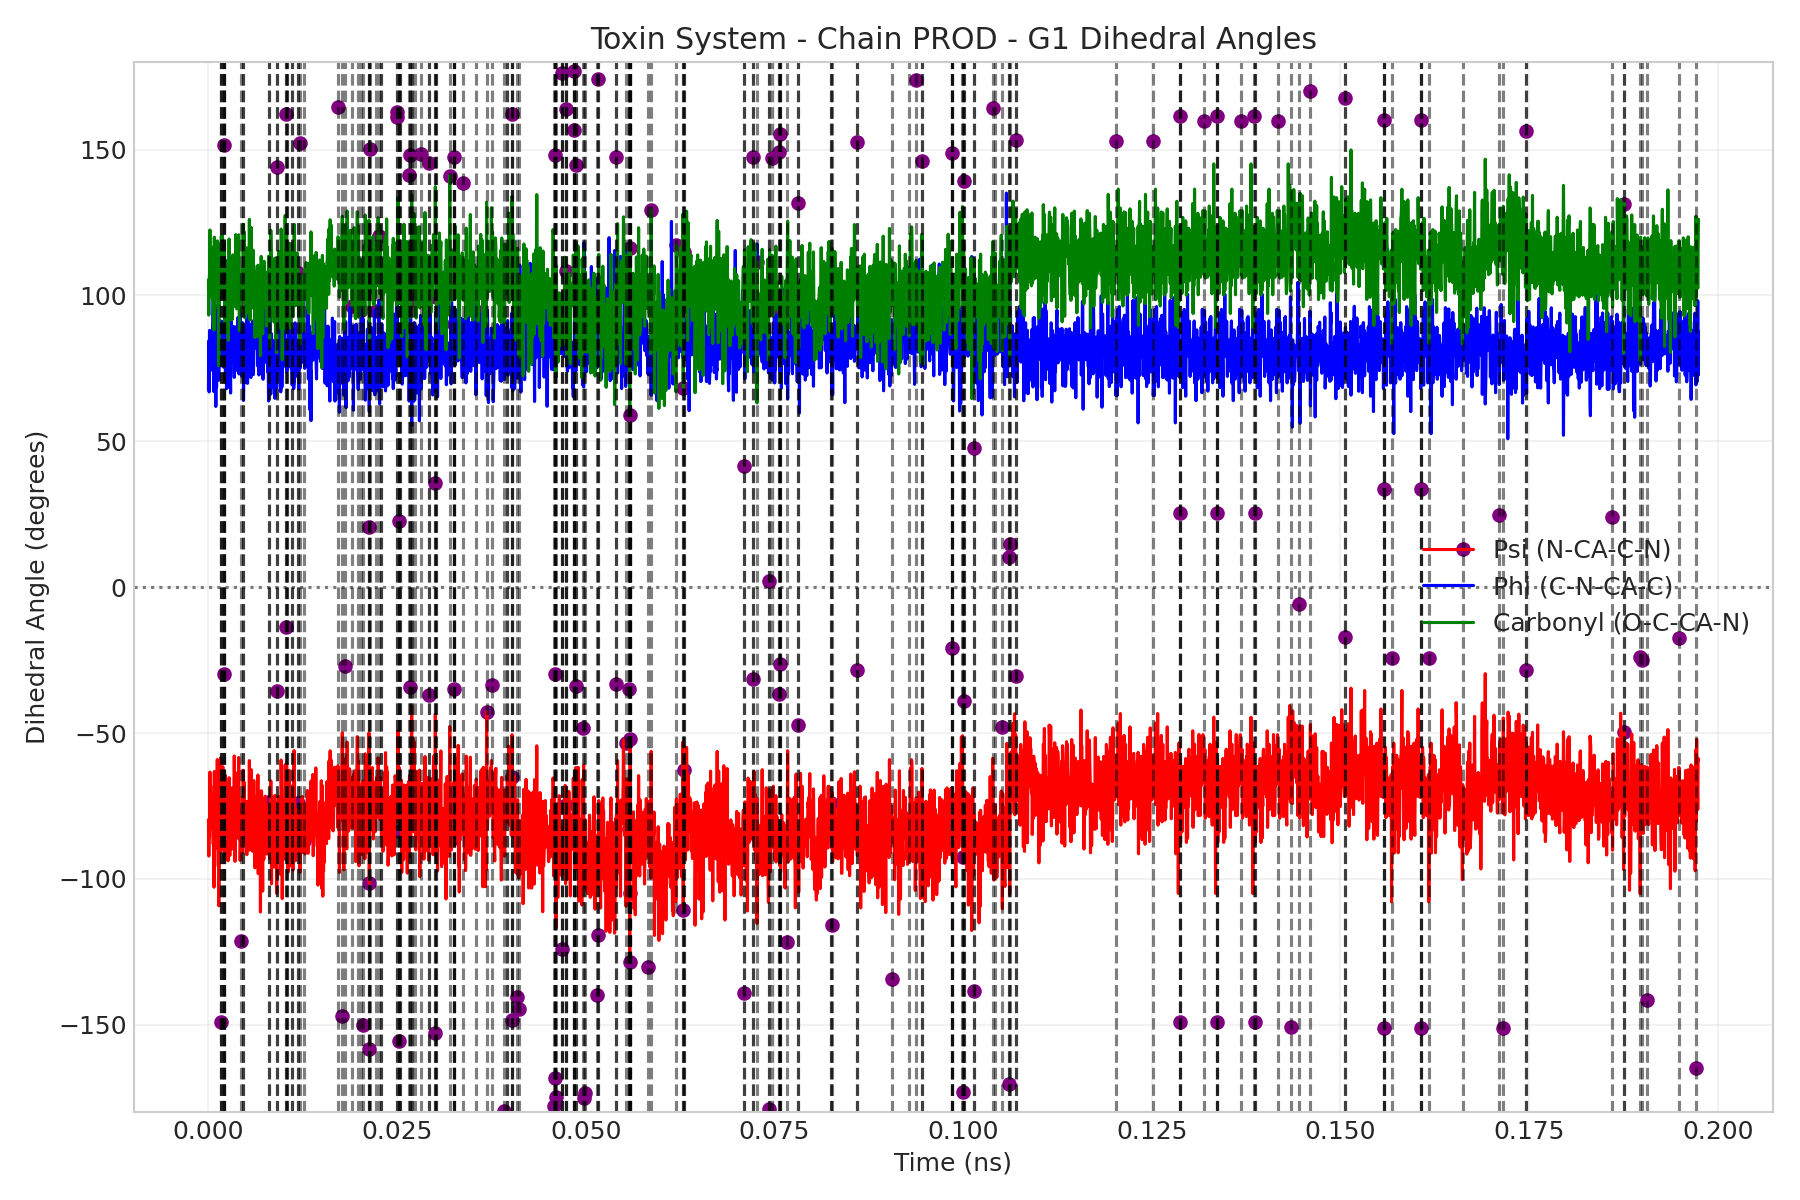 Toxin System - Chain PROD - G1 Dihedral Angles
Dihedral Angle (degrees)
150
100
50
0
−50
−100
−150
Psi (N-CA-C-N)
Phi (C-N-CA-C)
Carbonyl (O-C-CA-N)
0.000 0.025 0.050 0.075 0.100 0.125 0.150 0.175 0.200
Time (ns)